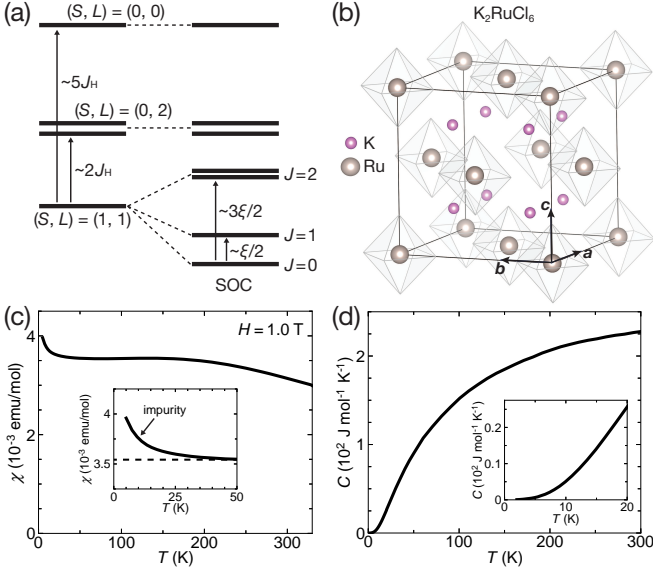 (a)
(S, L) = (0, 0)
~5J_H
(S, L) = (0, 2)
~2J_H
(S, L) = (1, 1)
J=2
~3ξ/2
J=1
~ξ/2
J=0
SOC
(b)
K₂RuCl₆
K
Ru
c
b
a
(c)
H = 1.0 T
χ (10⁻³ emu/mol)
4
2
0
0
100
200
300
T (K)
impurity
χ (10⁻³ emu/mol)
4
3.5
0
25
50
T (K)
(d)
C (10² J mol⁻¹ K⁻¹)
2
1
0
0
100
200
300
T (K)
C (10² J mol⁻¹ K⁻¹)
0.2
0.1
0
0
10
20
T (K)